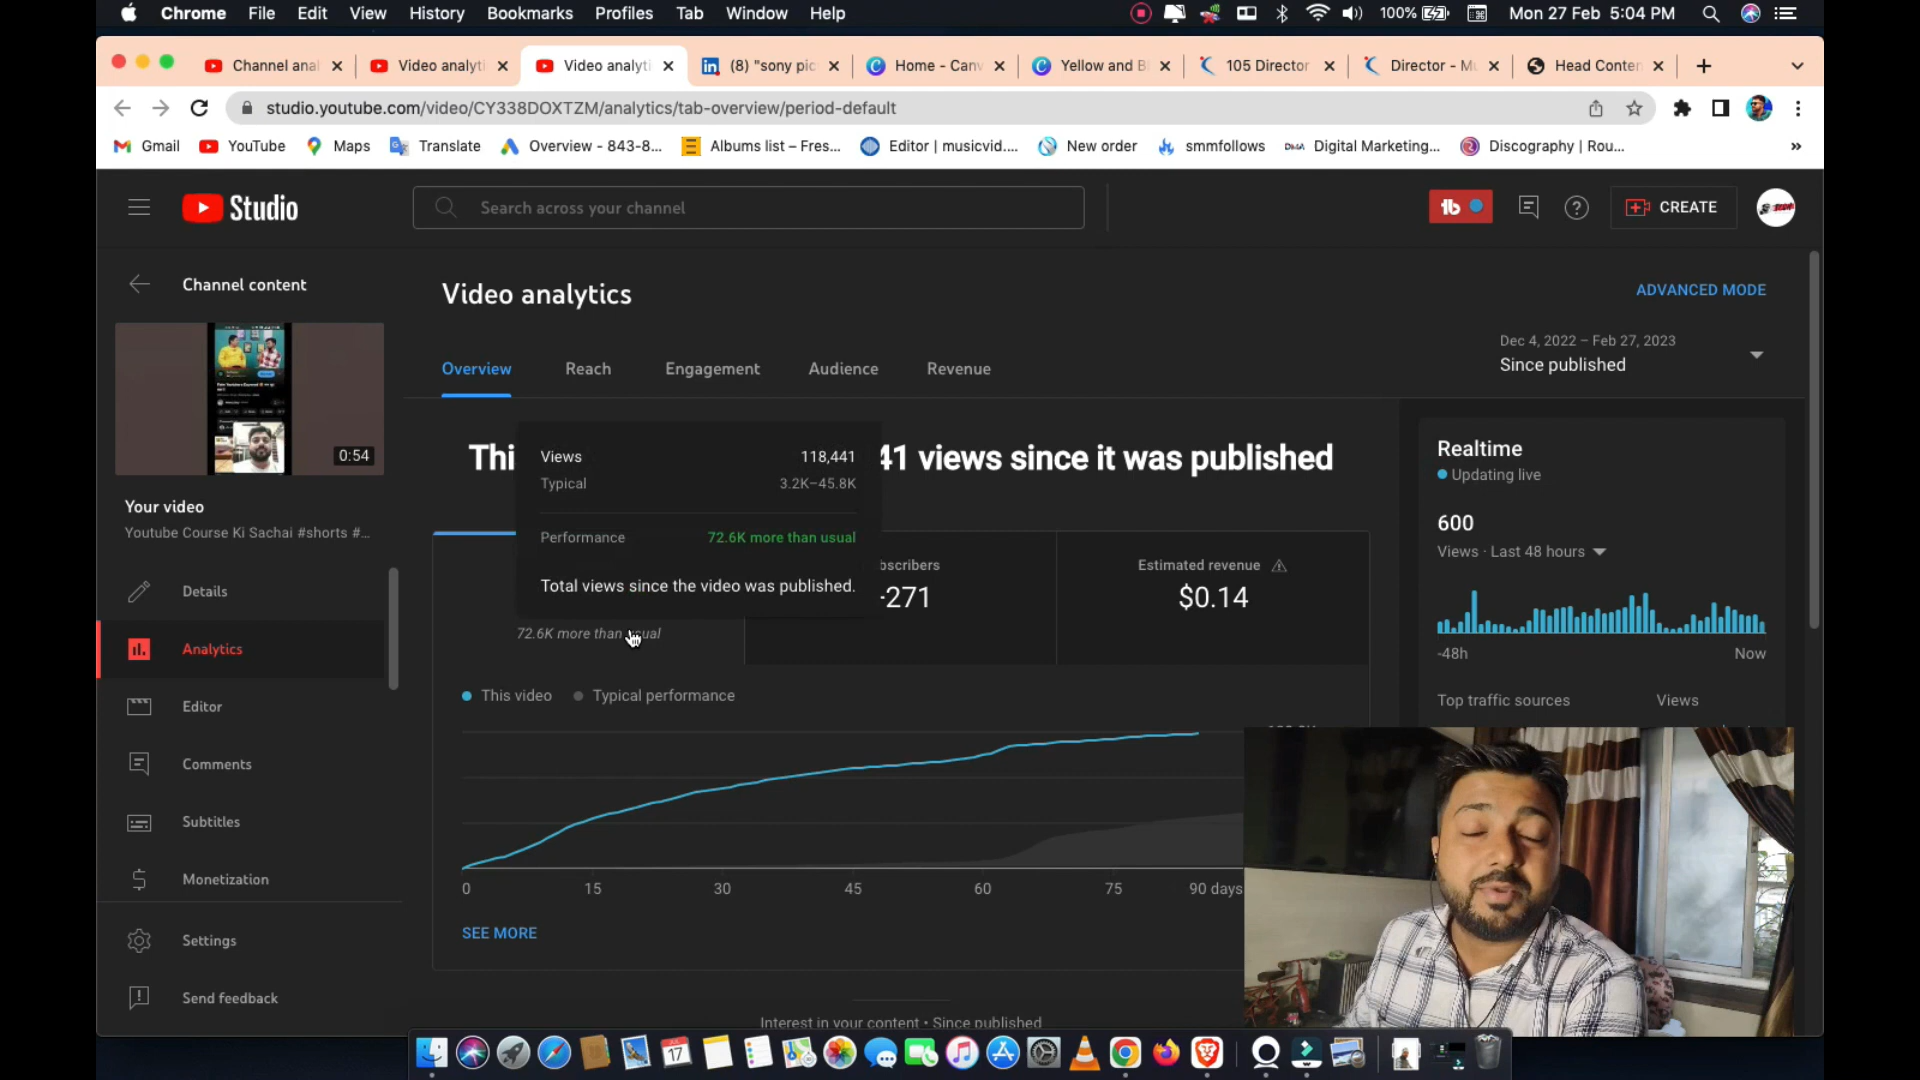 Chrome File Edit View History Bookmarks Profiles Tab Window Help 100% Mon 27 Feb 5:04 PM
Channel anal Video analyti Video analyti (8) "sony pic Home - Canv Yellow and B 105 Director Director - Mu Head Conten
studio.youtube.com/video/CY338DOXTZM/analytics/tab-overview/period-default
Gmail YouTube Maps Translate Overview - 843-8... Albums list – Fres... Editor | musicvid.... New order smmfollows DMA Digital Marketing... Discography | Rou... »
Studio Search across your channel CREATE
Channel content
0:54
Your video
Youtube Course Ki Sachai #shorts #...
Details
Analytics
Editor
Comments
Subtitles
Monetization
Settings
Send feedback
Video analytics
ADVANCED MODE
Overview Reach Engagement Audience Revenue
Dec 4, 2022 – Feb 27, 2023
Since published
Thi 41 views since it was published
Views 118,441
Typical 3.2K–45.8K
Performance 72.6K more than usual
Total views since the video was published.
72.6K more than usual
bscribers
271
Estimated revenue
$0.14
This video Typical performance
0 15 30 45 60 75 90 days
SEE MORE
Interest in your content • Since published
Realtime
Updating live
600
Views · Last 48 hours
-48h Now
Top traffic sources Views
17